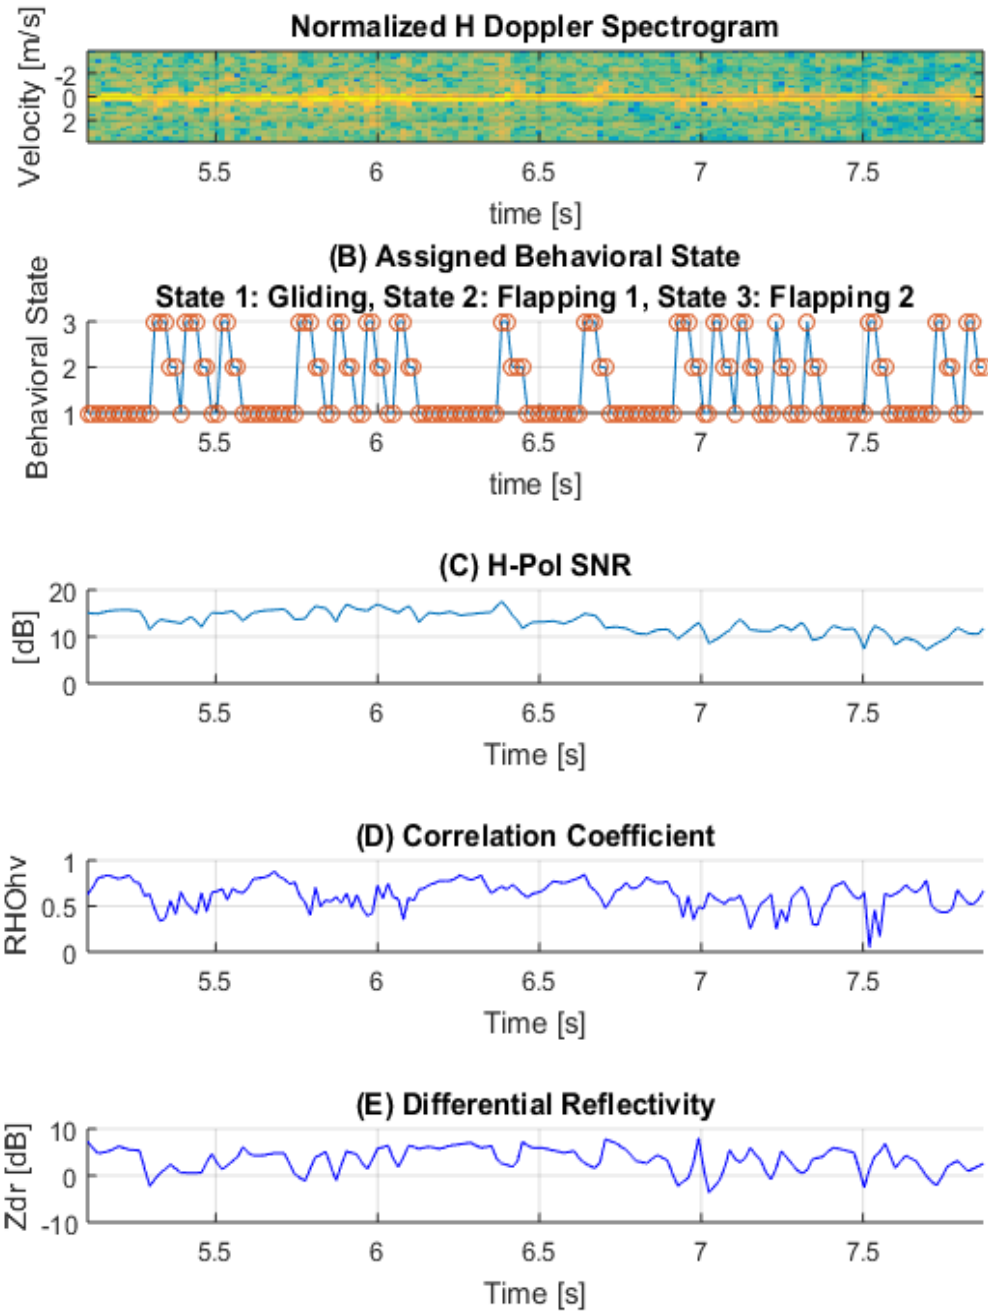 Normalized H Doppler Spectrogram
Velocity [m/s]
-2
0
2
5.5 6 6.5 7 7.5
time [s]
(B) Assigned Behavioral State
State 1: Gliding, State 2: Flapping 1, State 3: Flapping 2
Behavioral State
3
2
1
5.5 6 6.5 7 7.5
time [s]
(C) H-Pol SNR
[dB]
20
10
0
5.5 6 6.5 7 7.5
Time [s]
(D) Correlation Coefficient
RHOhv
1
0.5
0
5.5 6 6.5 7 7.5
Time [s]
(E) Differential Reflectivity
Zdr [dB]
10
0
-10
5.5 6 6.5 7 7.5
Time [s]